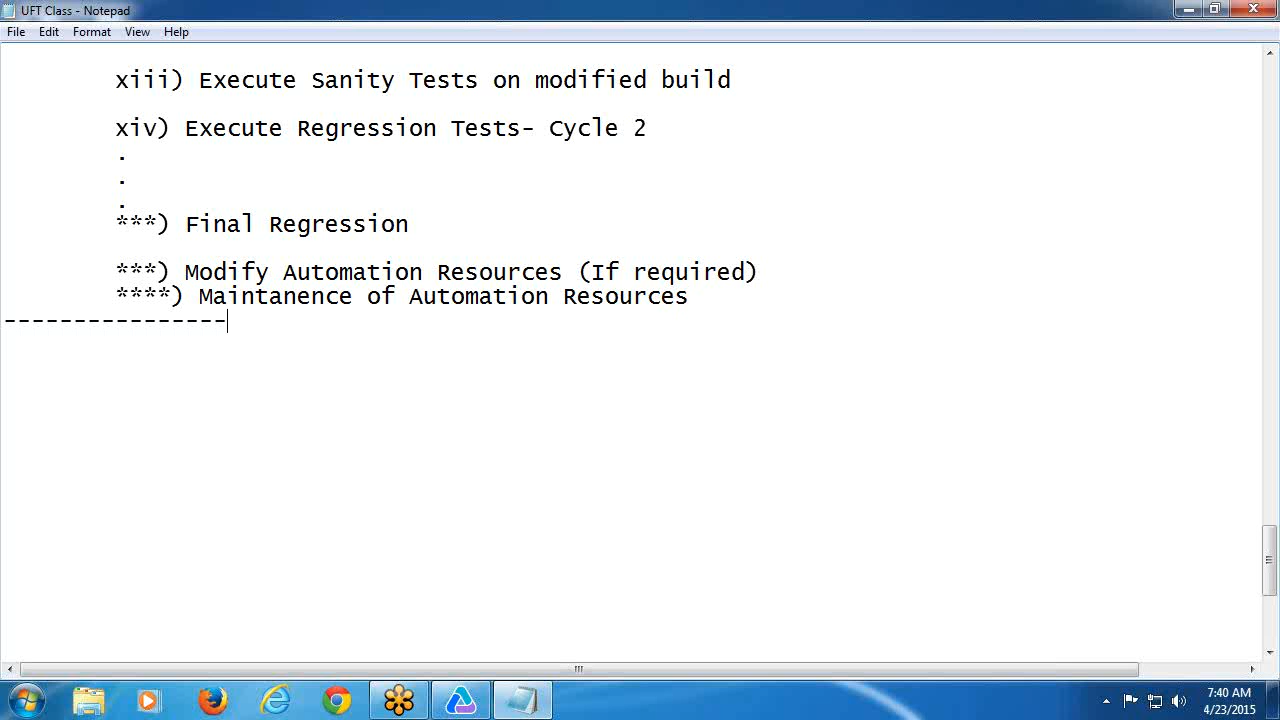 UFT Class - Notepad
File Edit Format View Help
xiii) Execute Sanity Tests on modified build
xiv) Execute Regression Tests- Cycle 2
.
.
.
***) Final Regression
***) Modify Automation Resources (If required)
****) Maintanence of Automation Resources
----------------
7:40 AM
4/23/2015